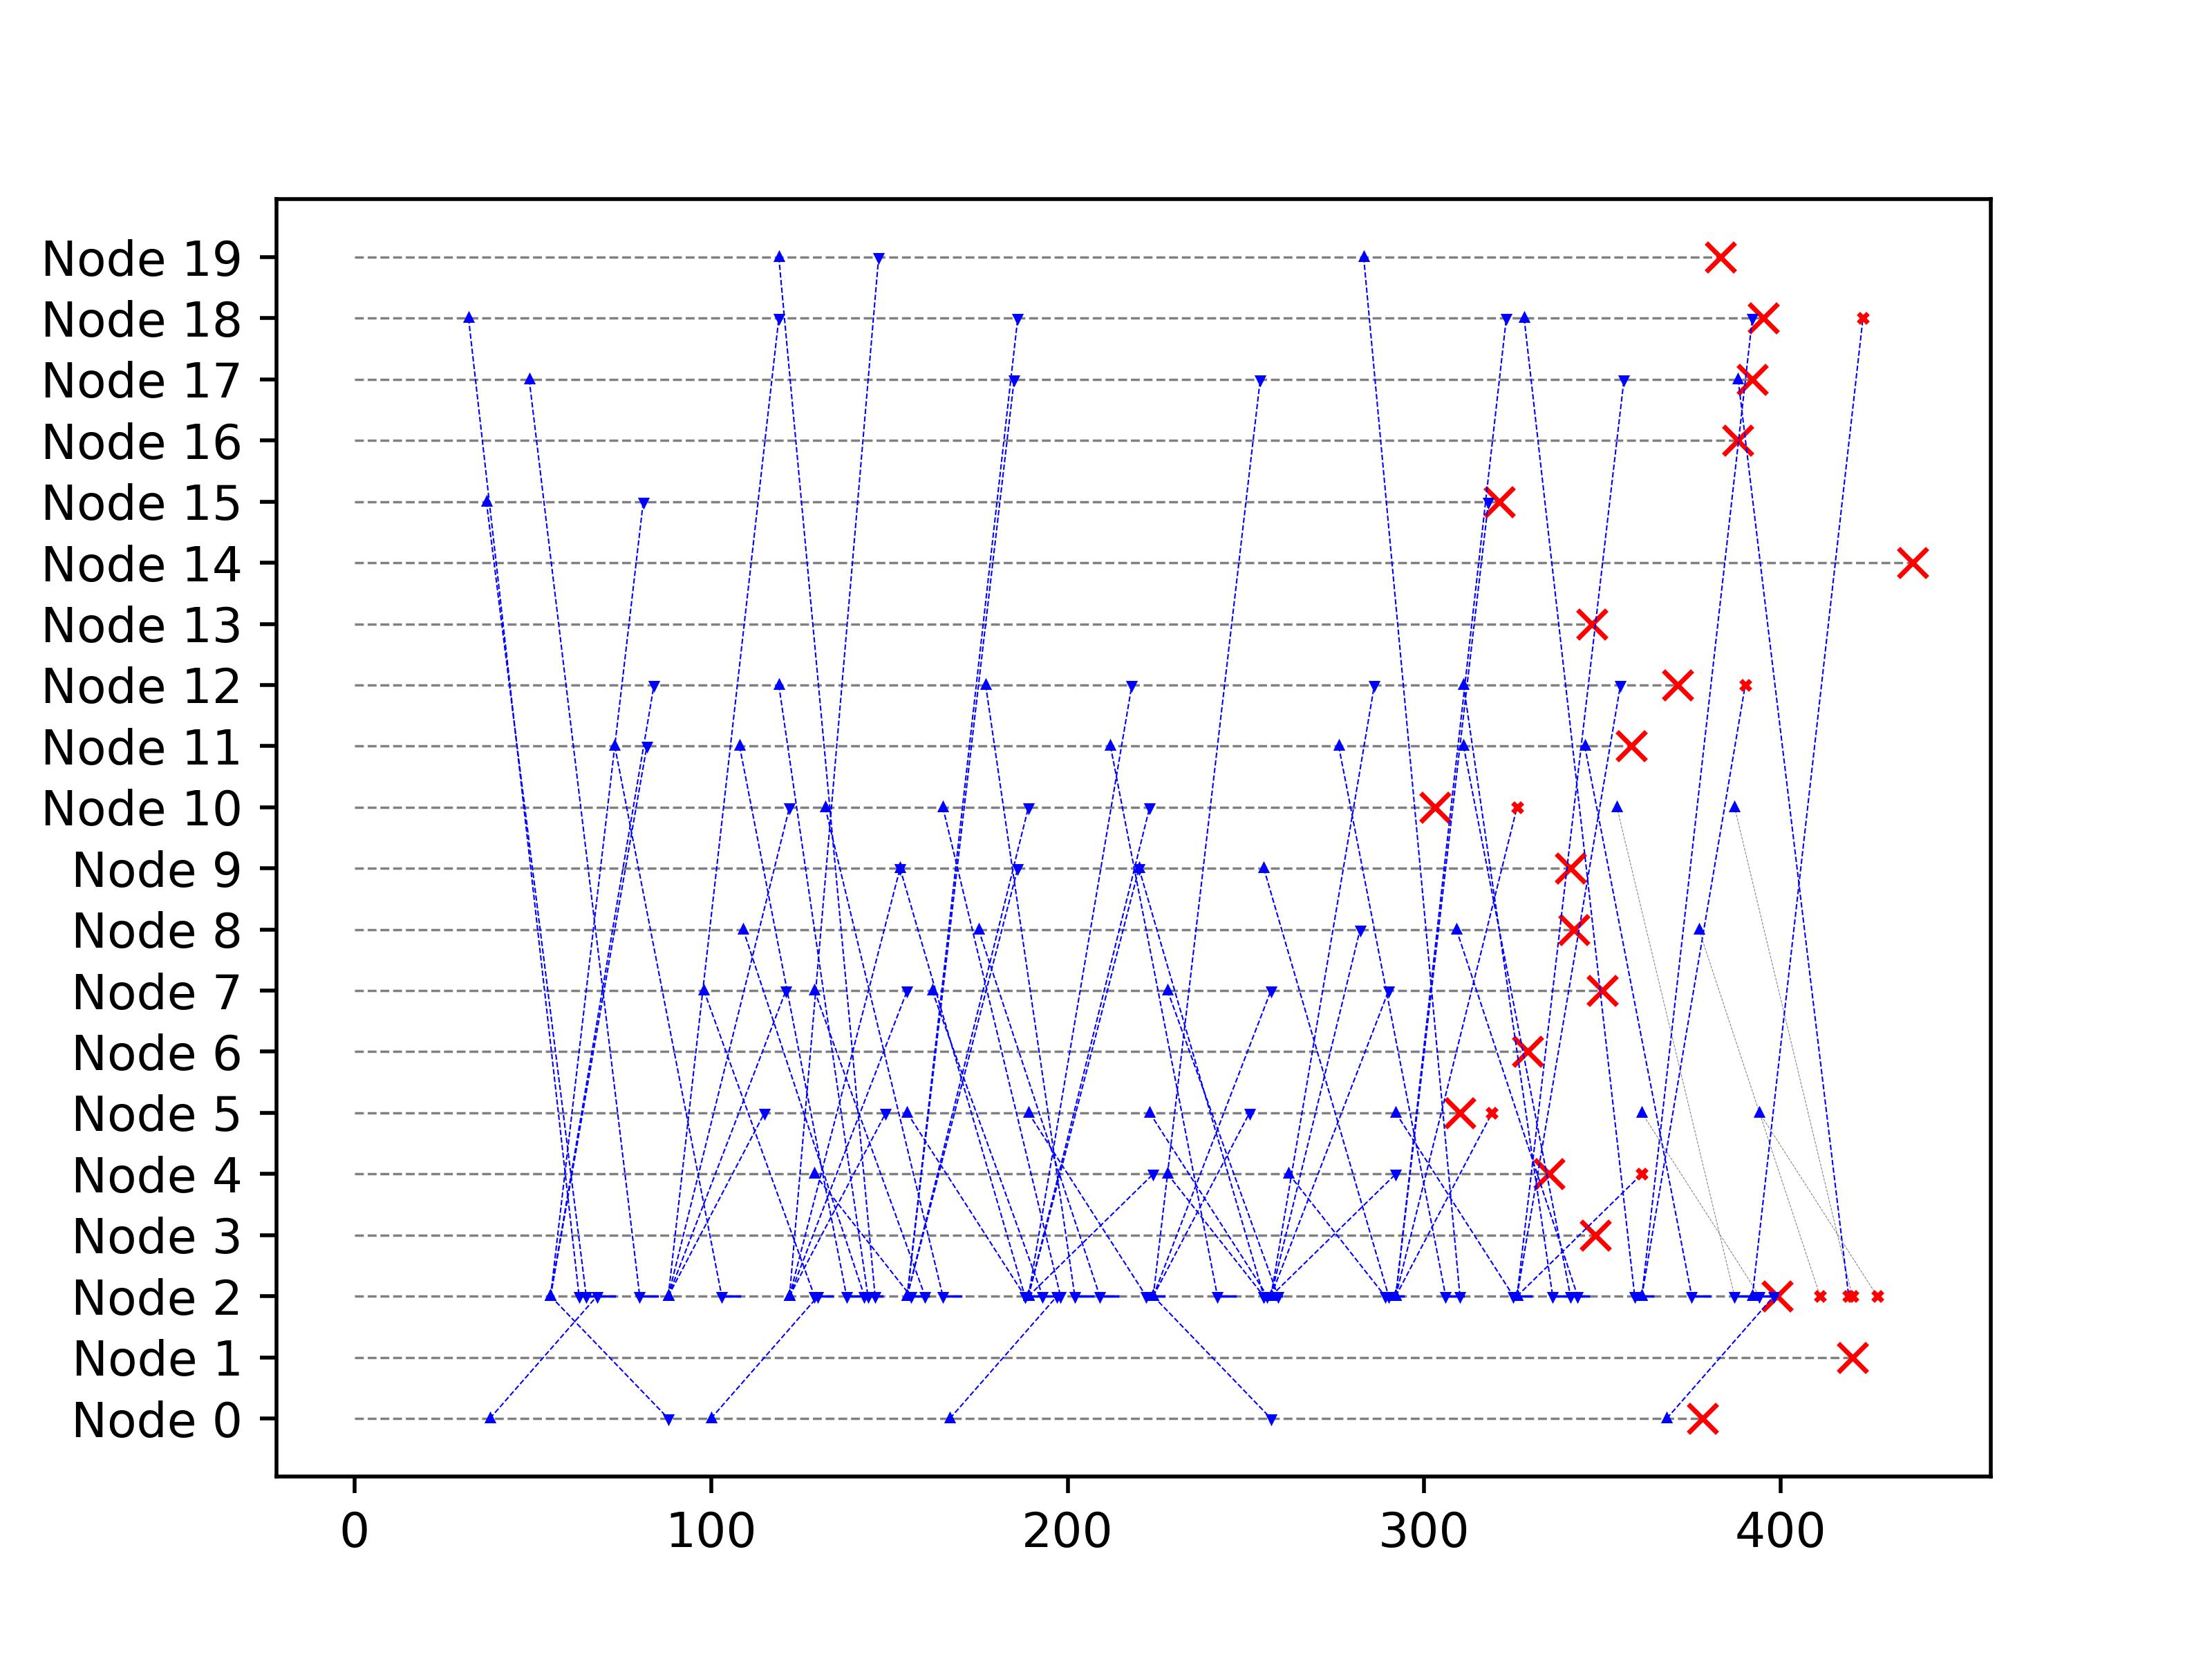 Node 19
Node 18
Node 17
Node 16
Node 15
Node 14
Node 13
Node 12
Node 11
Node 10
Node 9
Node 8
Node 7
Node 6
Node 5
Node 4
Node 3
Node 2
Node 1
Node 0
0 100 200 300 400